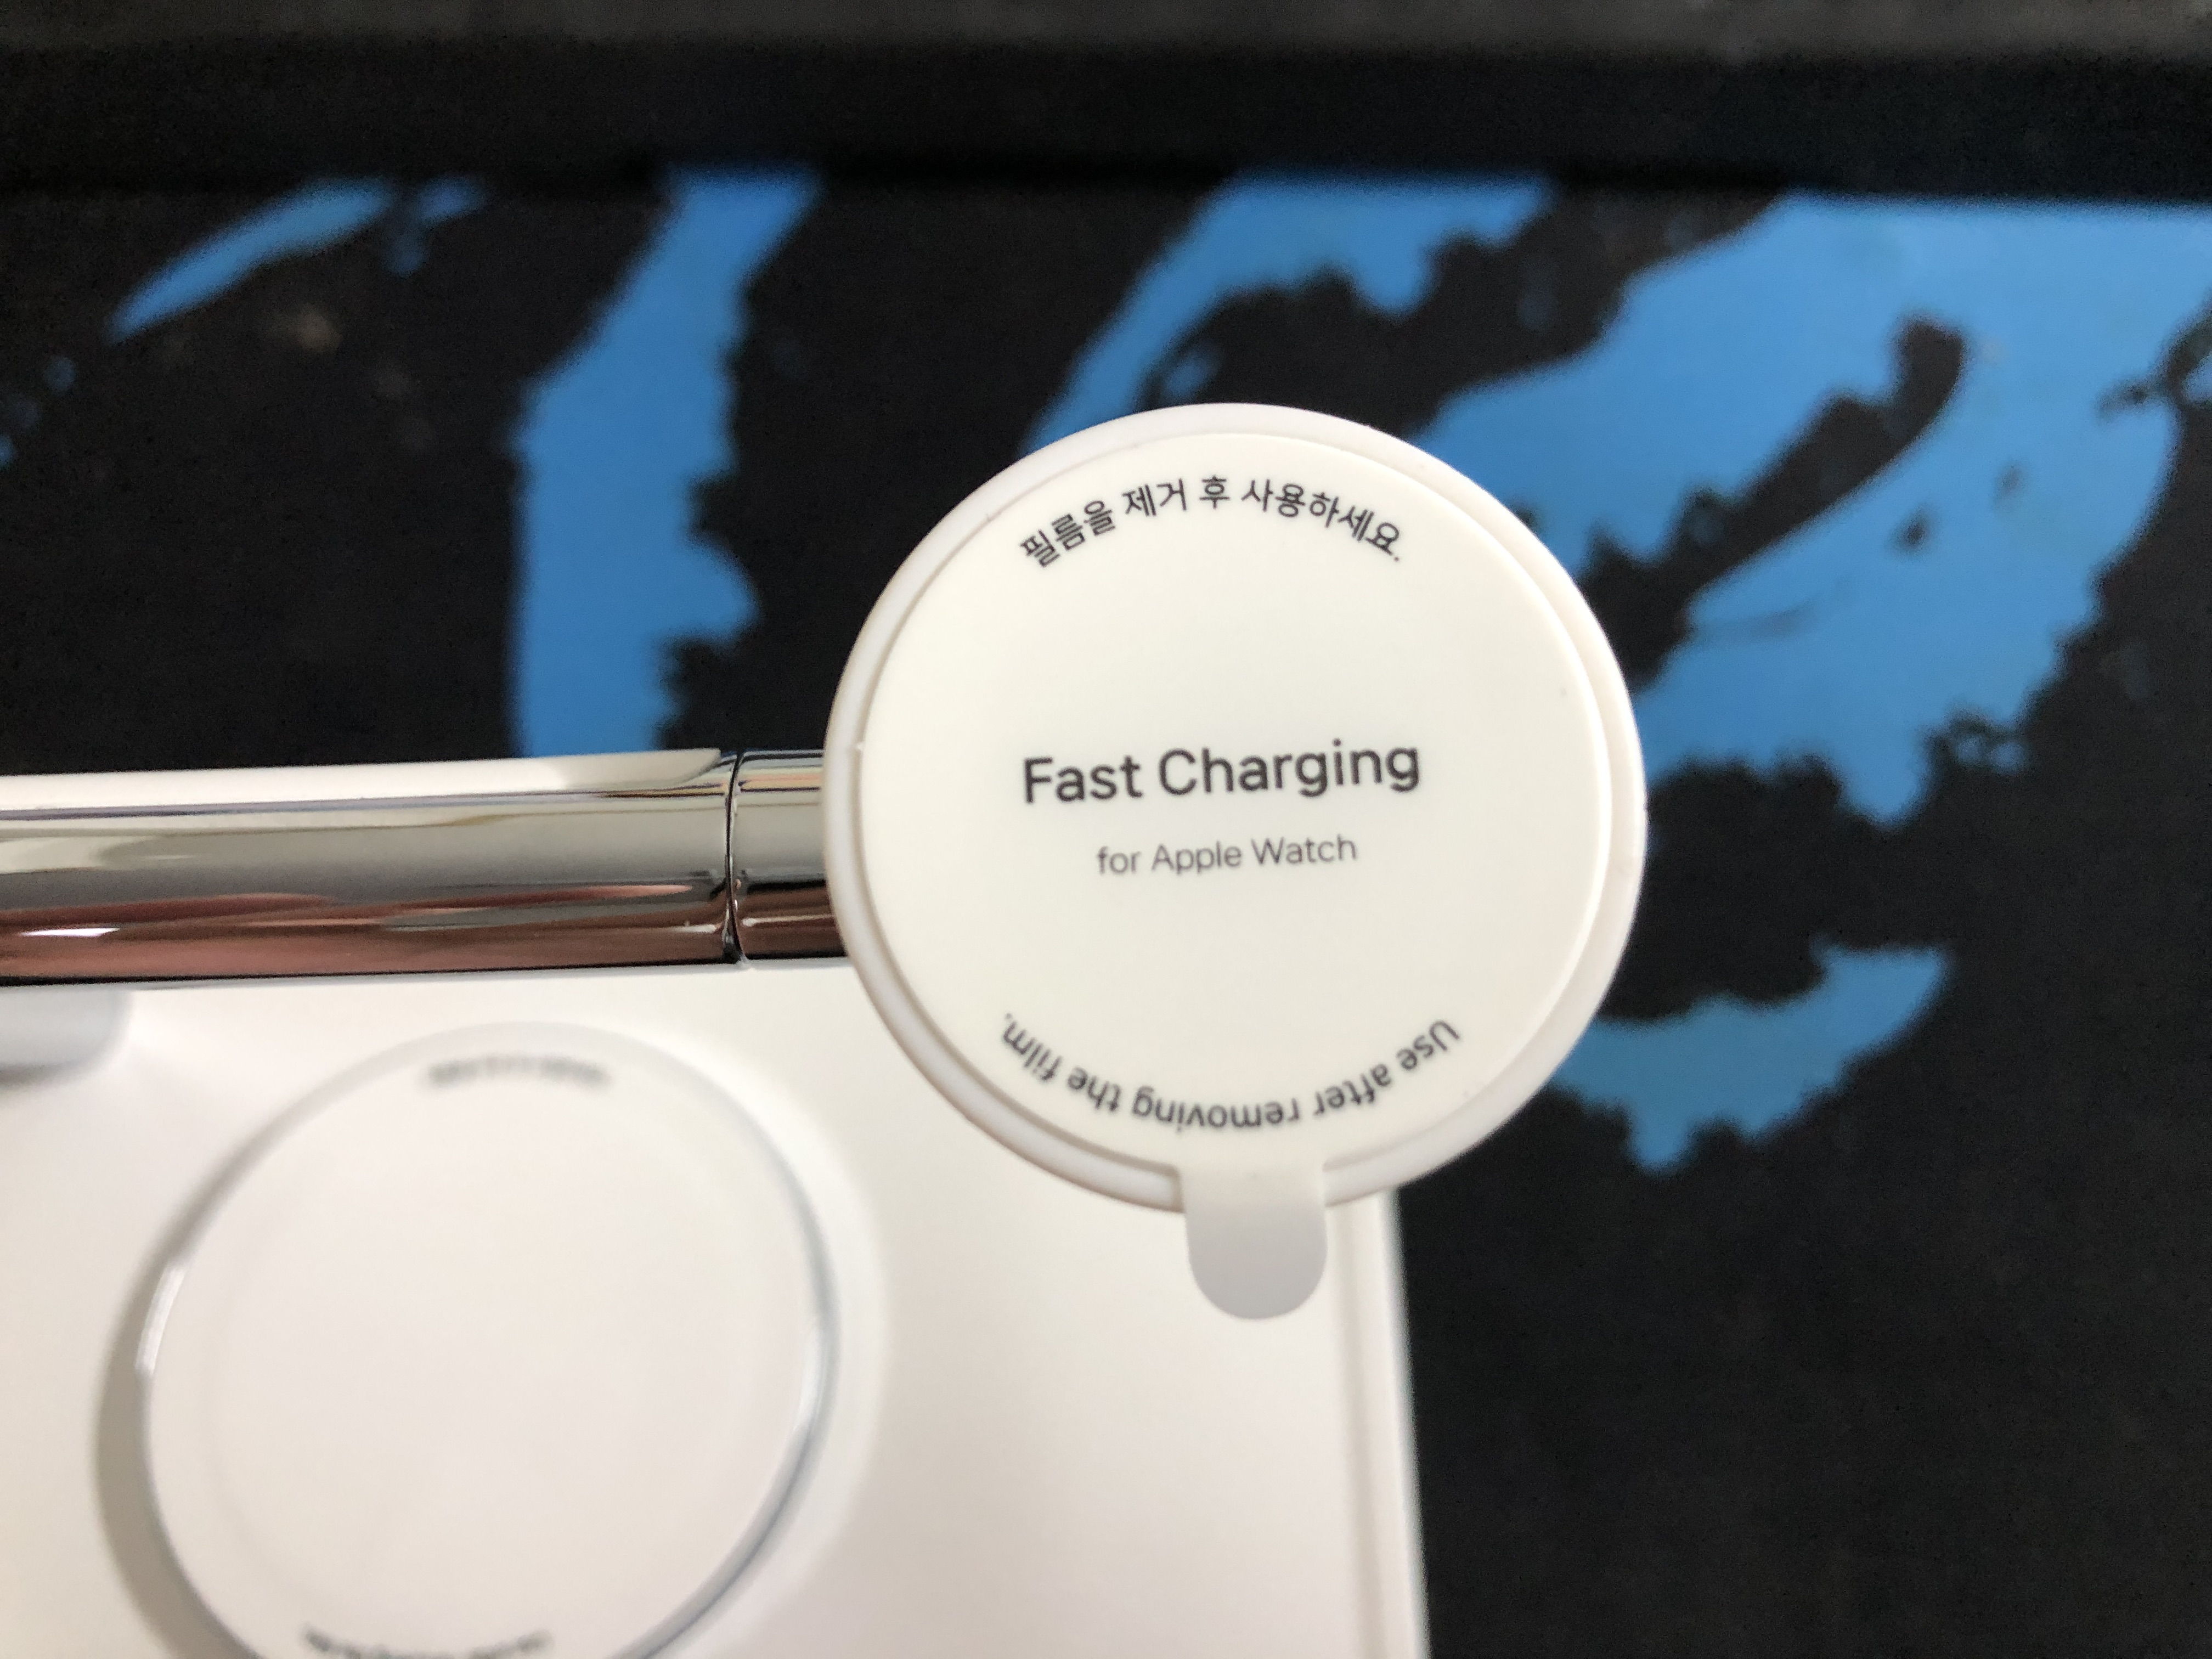 필름을 제거 후 사용하세요.
Fast Charging
for Apple Watch
Use after removing the film.